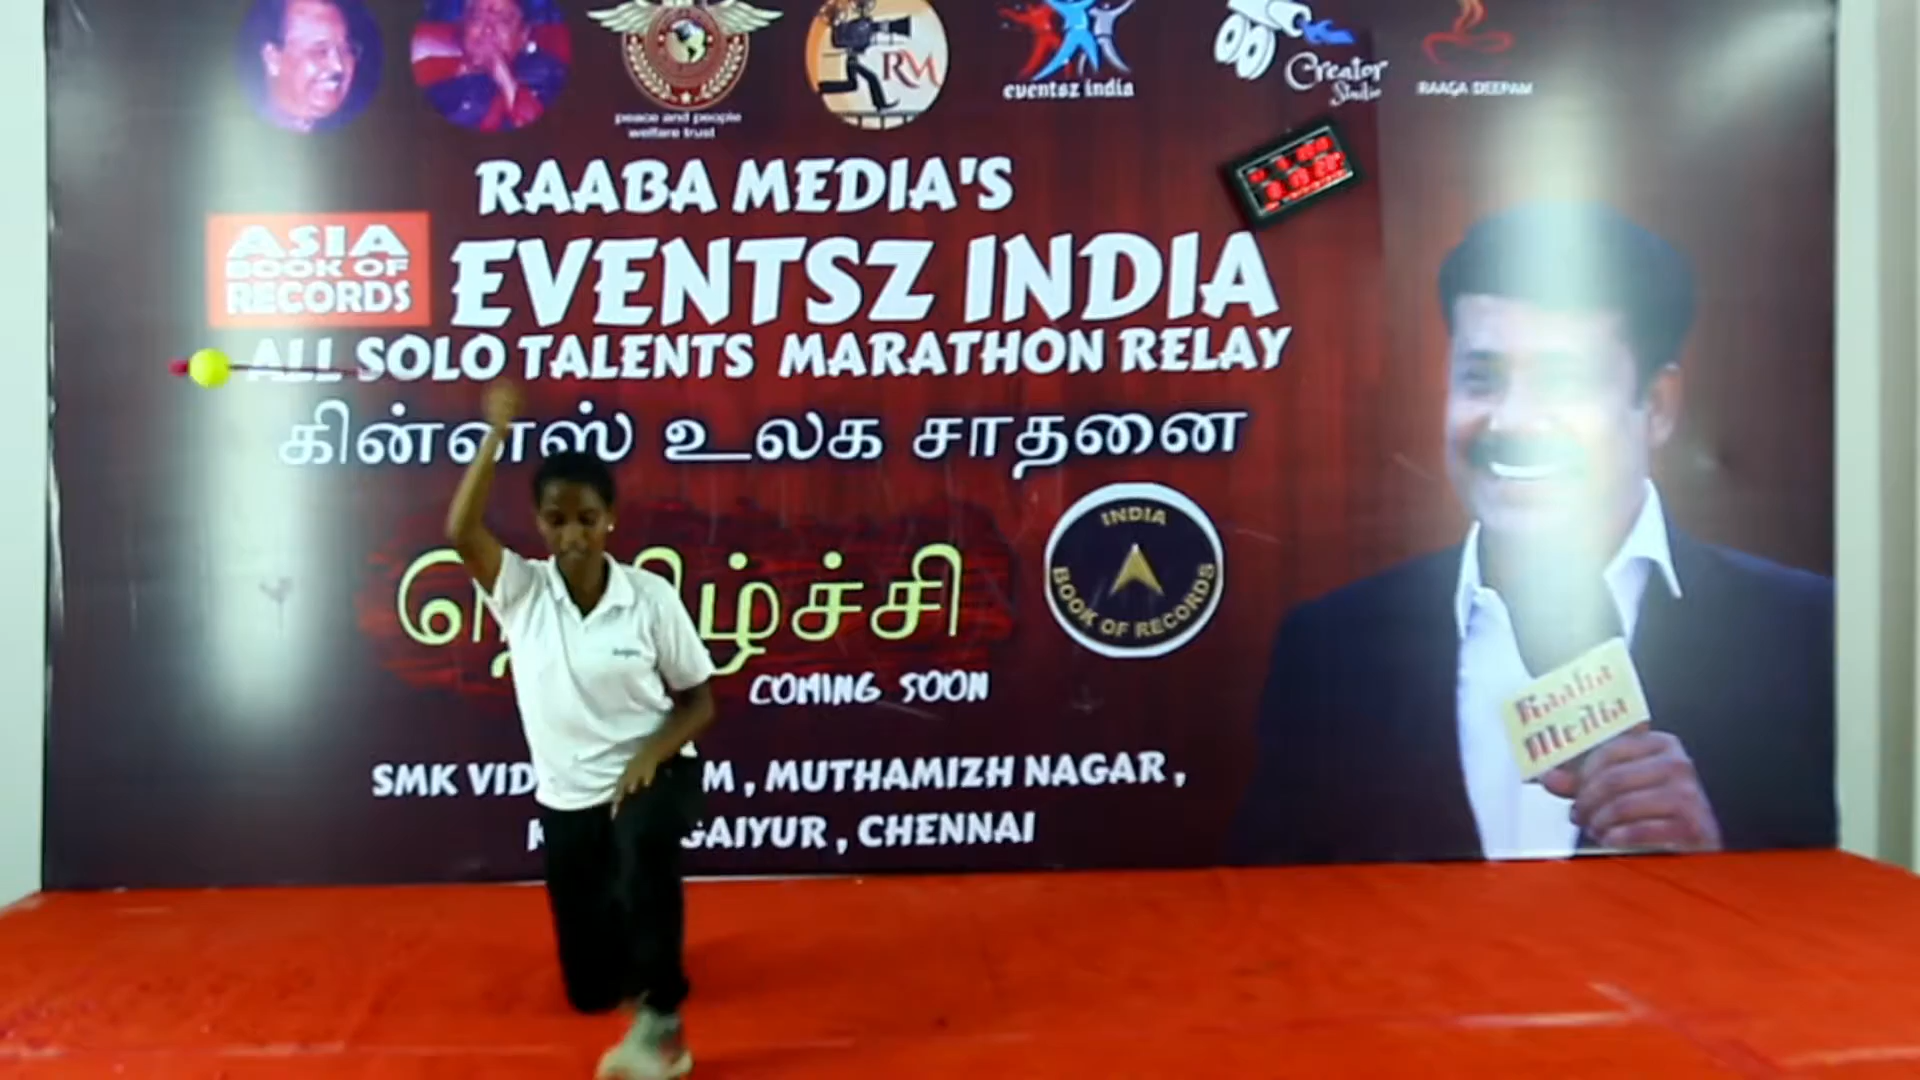 peace and people
welfare trust
RM
eventsz india
Creator
Studio
RAAGA DEEPAM
RAABA MEDIA'S
ASIA
BOOK OF
RECORDS
EVENTSZ INDIA
ALL SOLO TALENTS MARATHON RELAY
கின்னஸ் உலக சாதனை
INDIA
BOOK OF RECORDS
COMING SOON
Raaba
Media
SMK VID M , MUTHAMIZH NAGAR ,
GAIYUR , CHENNAI